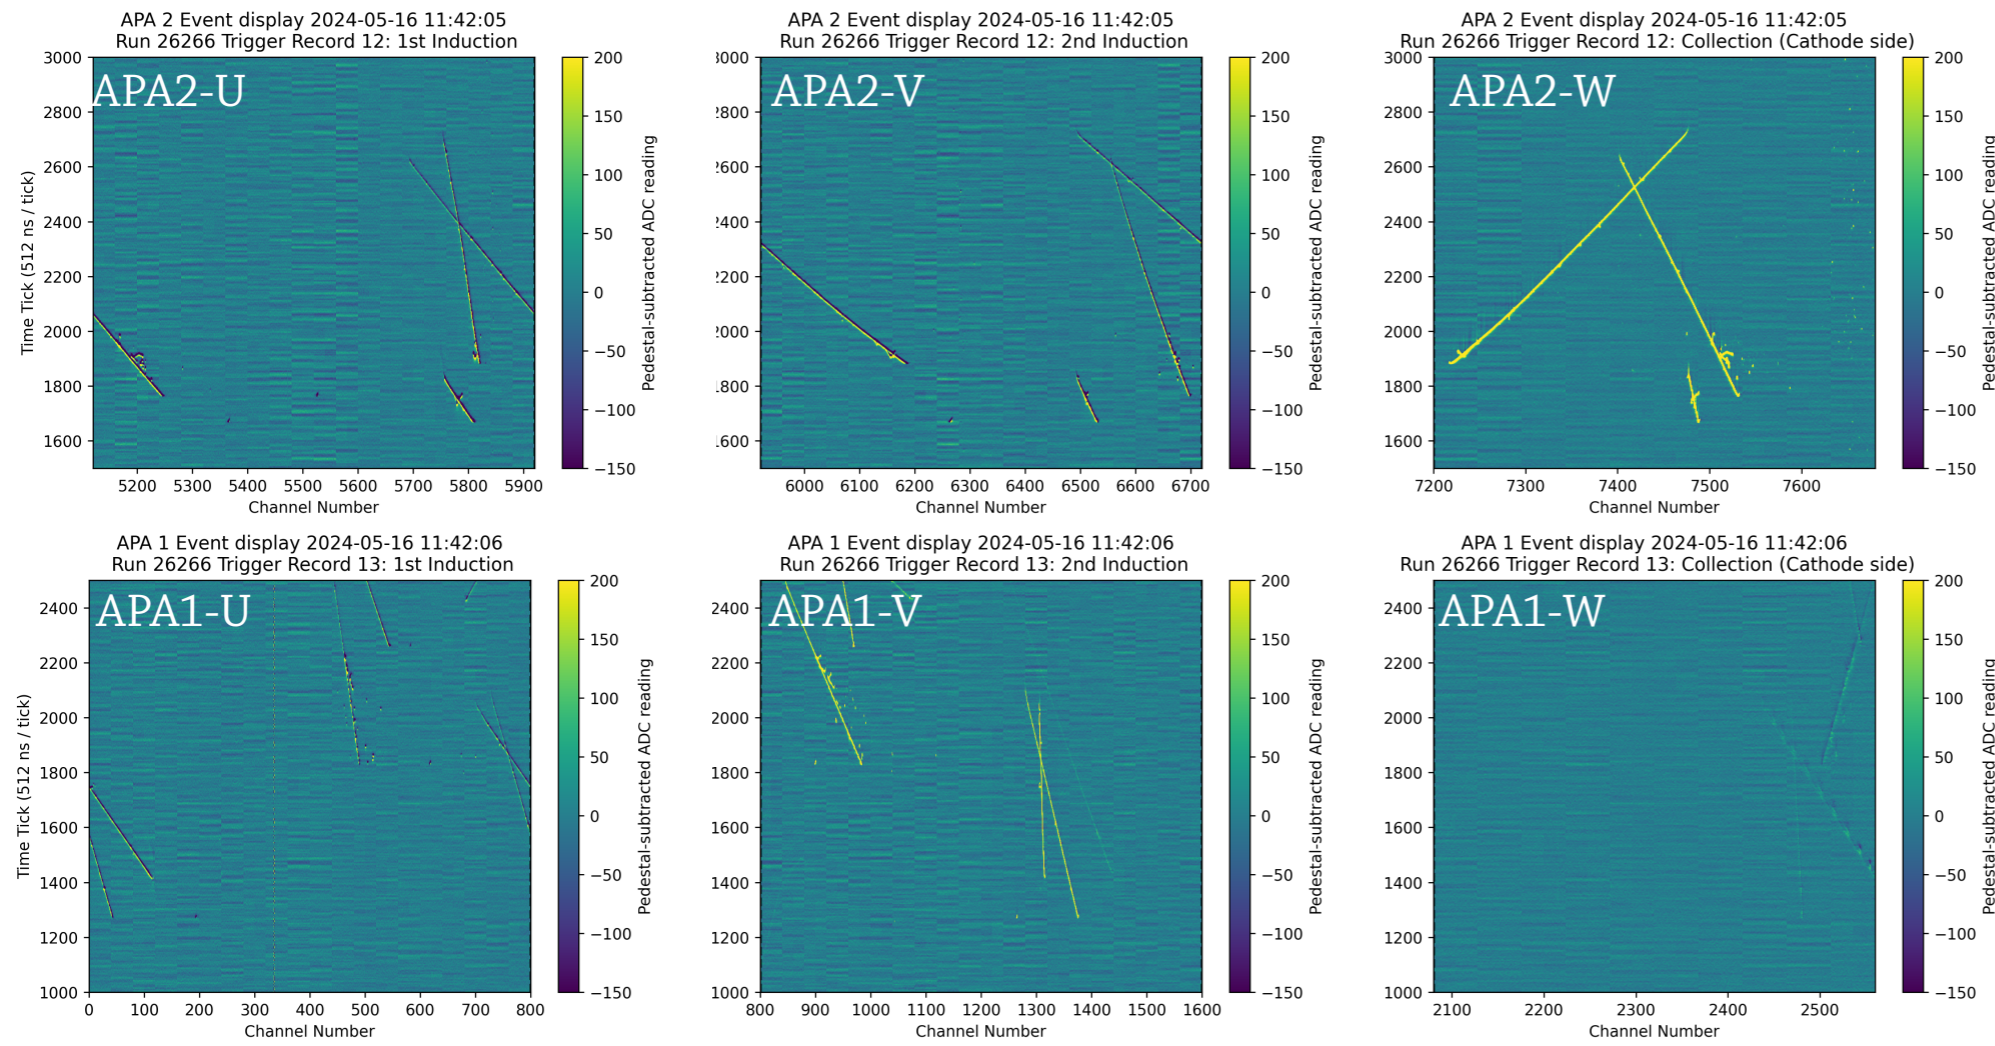 APA 2 Event display 2024-05-16 11:42:05
Run 26266 Trigger Record 12: 1st Induction
APA2-U
3000
2800
2600
2400
2200
2000
1800
1600
Time Tick (512 ns / tick)
5200 5300 5400 5500 5600 5700 5800 5900
Channel Number
200
150
100
50
0
−50
−100
−150
Pedestal-subtracted ADC reading
APA 2 Event display 2024-05-16 11:42:05
Run 26266 Trigger Record 12: 2nd Induction
APA2-V
3000
2800
2600
2400
2200
2000
1800
1600
6000 6100 6200 6300 6400 6500 6600 6700
Channel Number
200
150
100
50
0
−50
−100
−150
Pedestal-subtracted ADC reading
APA 2 Event display 2024-05-16 11:42:05
Run 26266 Trigger Record 12: Collection (Cathode side)
APA2-W
3000
2800
2600
2400
2200
2000
1800
1600
7200 7300 7400 7500 7600
Channel Number
200
150
100
50
0
−50
−100
−150
Pedestal-subtracted ADC reading
APA 1 Event display 2024-05-16 11:42:06
Run 26266 Trigger Record 13: 1st Induction
APA1-U
2400
2200
2000
1800
1600
1400
1200
1000
Time Tick (512 ns / tick)
0 100 200 300 400 500 600 700 800
Channel Number
200
150
100
50
0
−50
−100
−150
Pedestal-subtracted ADC reading
APA 1 Event display 2024-05-16 11:42:06
Run 26266 Trigger Record 13: 2nd Induction
APA1-V
2400
2200
2000
1800
1600
1400
1200
1000
800 900 1000 1100 1200 1300 1400 1500 1600
Channel Number
200
150
100
50
0
−50
−100
−150
Pedestal-subtracted ADC reading
APA 1 Event display 2024-05-16 11:42:06
Run 26266 Trigger Record 13: Collection (Cathode side)
APA1-W
2400
2200
2000
1800
1600
1400
1200
1000
2100 2200 2300 2400 2500
Channel Number
200
150
100
50
0
−50
−100
−150
Pedestal-subtracted ADC reading